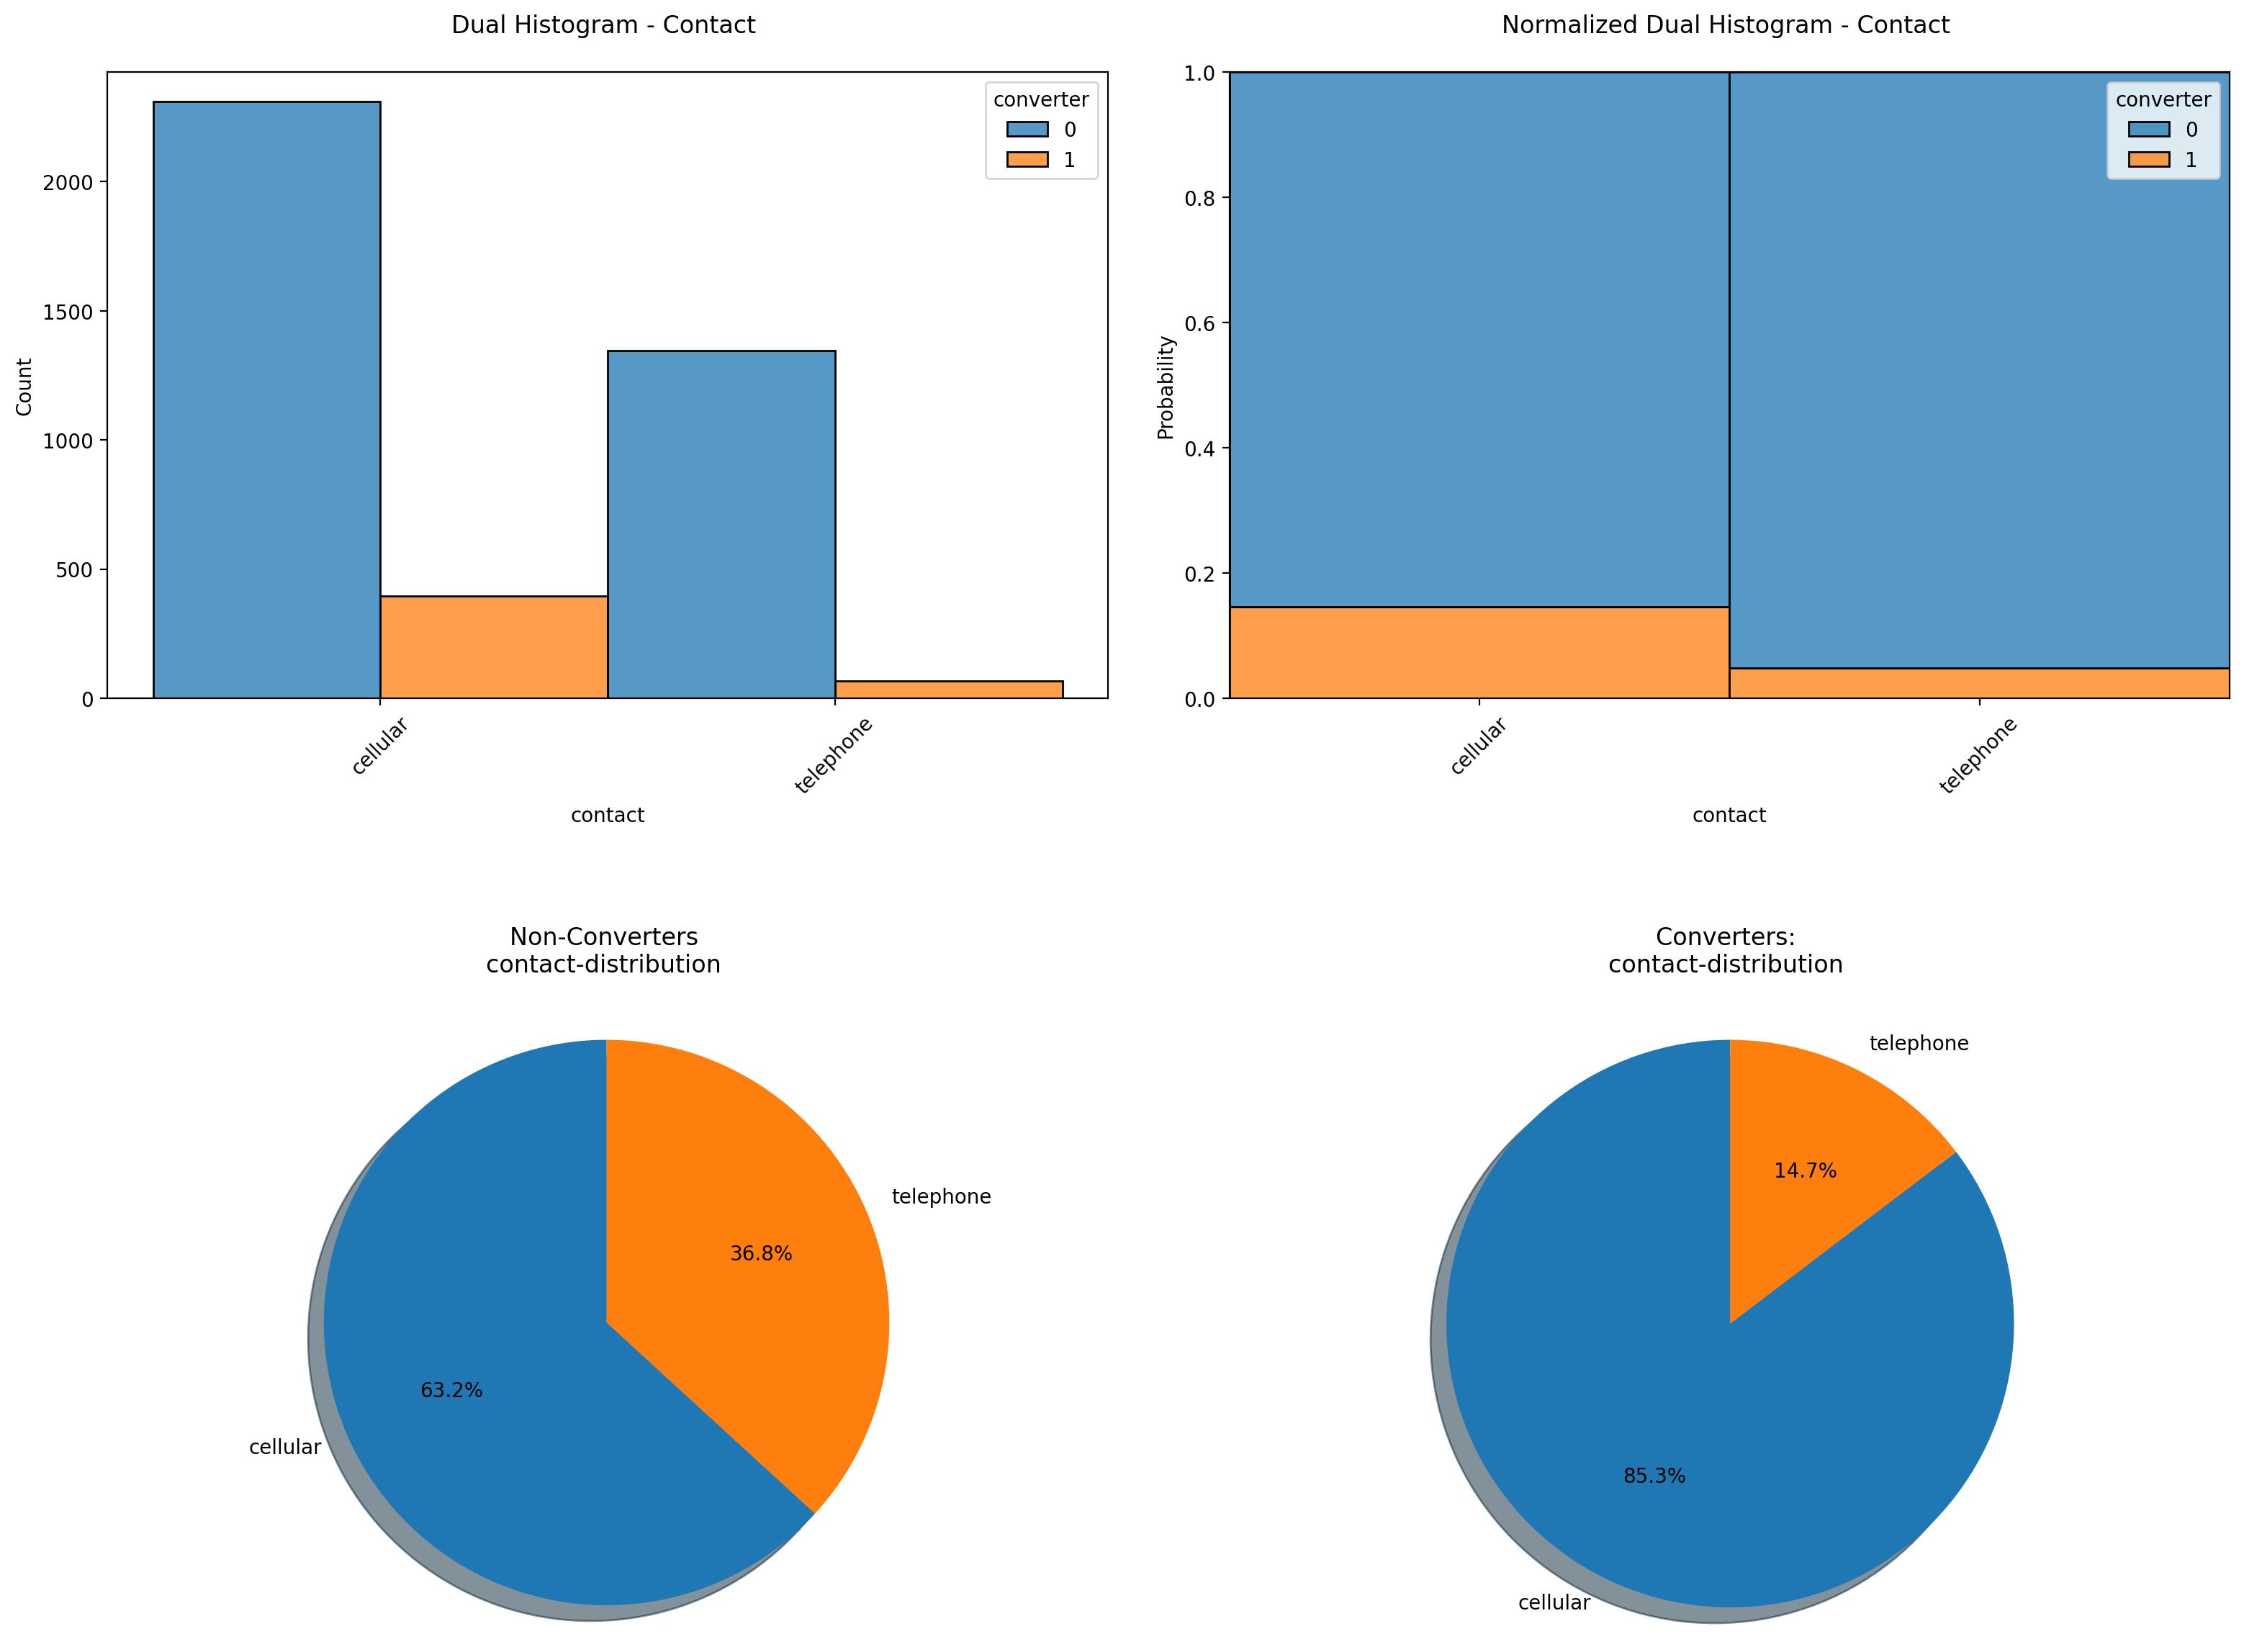 Dual Histogram - Contact
converter
0
1
2000
1500
1000
500
0
Count
cellular
telephone
contact
Normalized Dual Histogram - Contact
converter
0
1
1.0
0.8
0.6
0.4
0.2
0.0
Probability
cellular
telephone
contact
Non-Converters
contact-distribution
telephone
36.8%
63.2%
cellular
Converters:
contact-distribution
telephone
14.7%
85.3%
cellular